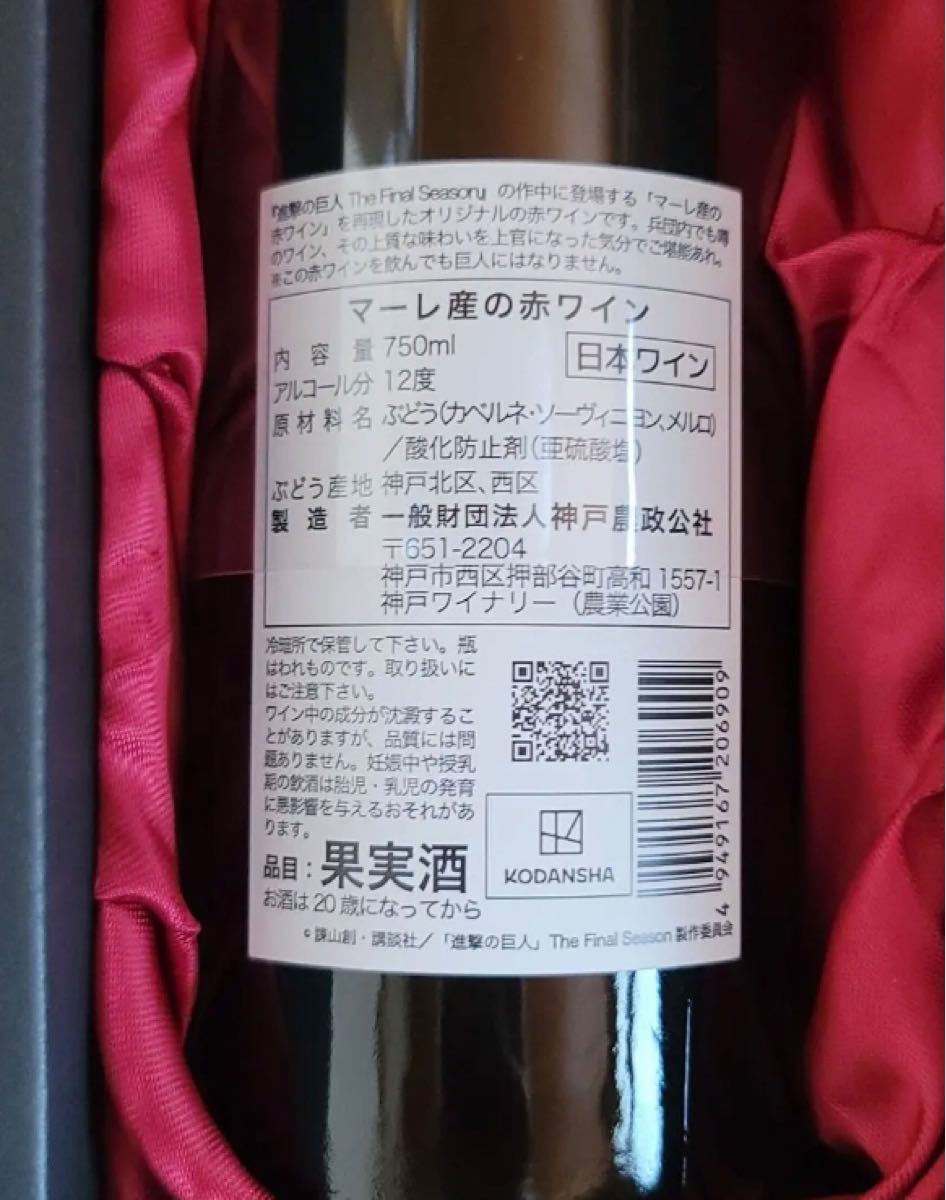 『進撃の巨人 The Final Season』の作中に登場する「マーレ産の
赤ワイン」を再現したオリジナルの赤ワインです。兵団内でも噂
のワイン、その上質な味わいを上官になった気分でご堪能あれ。
※この赤ワインを飲んでも巨人にはなりません。
マーレ産の赤ワイン
内容量 750ml
日本ワイン
アルコール分 12度
原材料名 ぶどう(カベルネ・ソーヴィニヨン、メルロ)
／酸化防止剤(亜硫酸塩)
ぶどう産地 神戸北区、西区
製造者 一般財団法人神戸農政公社
〒651-2204
神戸市西区押部谷町高和 1557-1
神戸ワイナリー（農業公園）
冷暗所で保管して下さい。瓶
はわれものです。取り扱いに
はご注意下さい。
ワイン中の成分が沈澱するこ
とがありますが、品質には問
題ありません。妊娠中や授乳
期の飲酒は胎児・乳児の発育
に悪影響を与えるおそれがあ
ります。
品目：果実酒
お酒は20歳になってから
KODANSHA
4 949167 206909
© 諫山創・講談社／「進撃の巨人」The Final Season 製作委員会